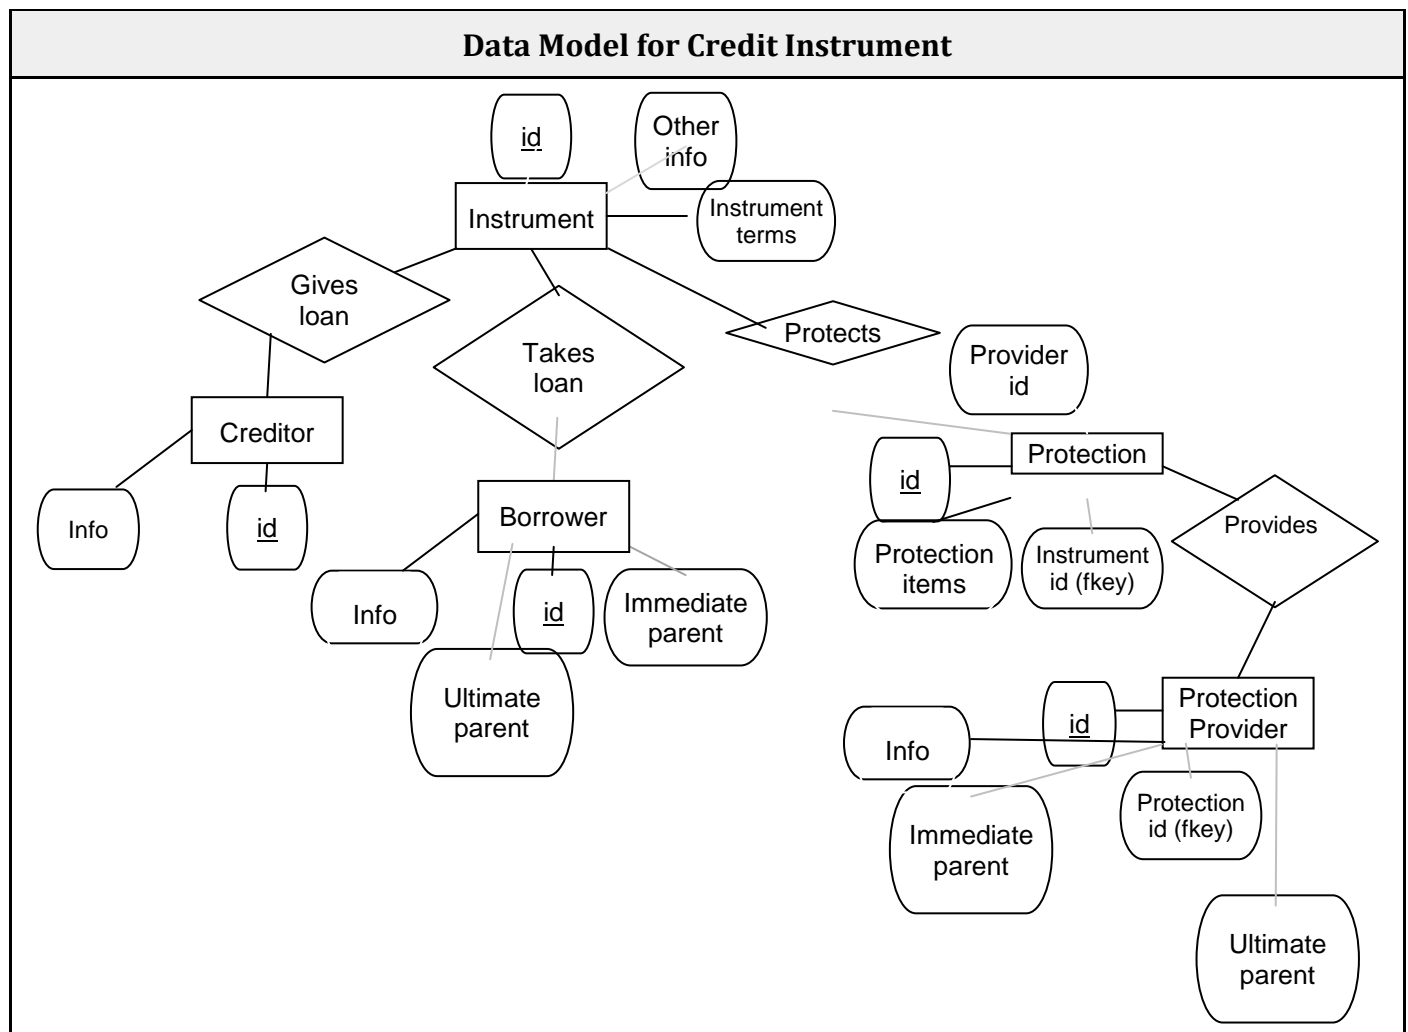 Data Model for Credit Instrument
id
Other
info
Instrument
Instrument
terms
Gives
loan
Takes
loan
Protects
Provider
id
Creditor
Protection
id
Info
id
Borrower
Provides
Protection
items
Instrument
id (fkey)
Info
id
Immediate
parent
Ultimate
parent
Protection
Provider
id
Info
Protection
id (fkey)
Immediate
parent
Ultimate
parent